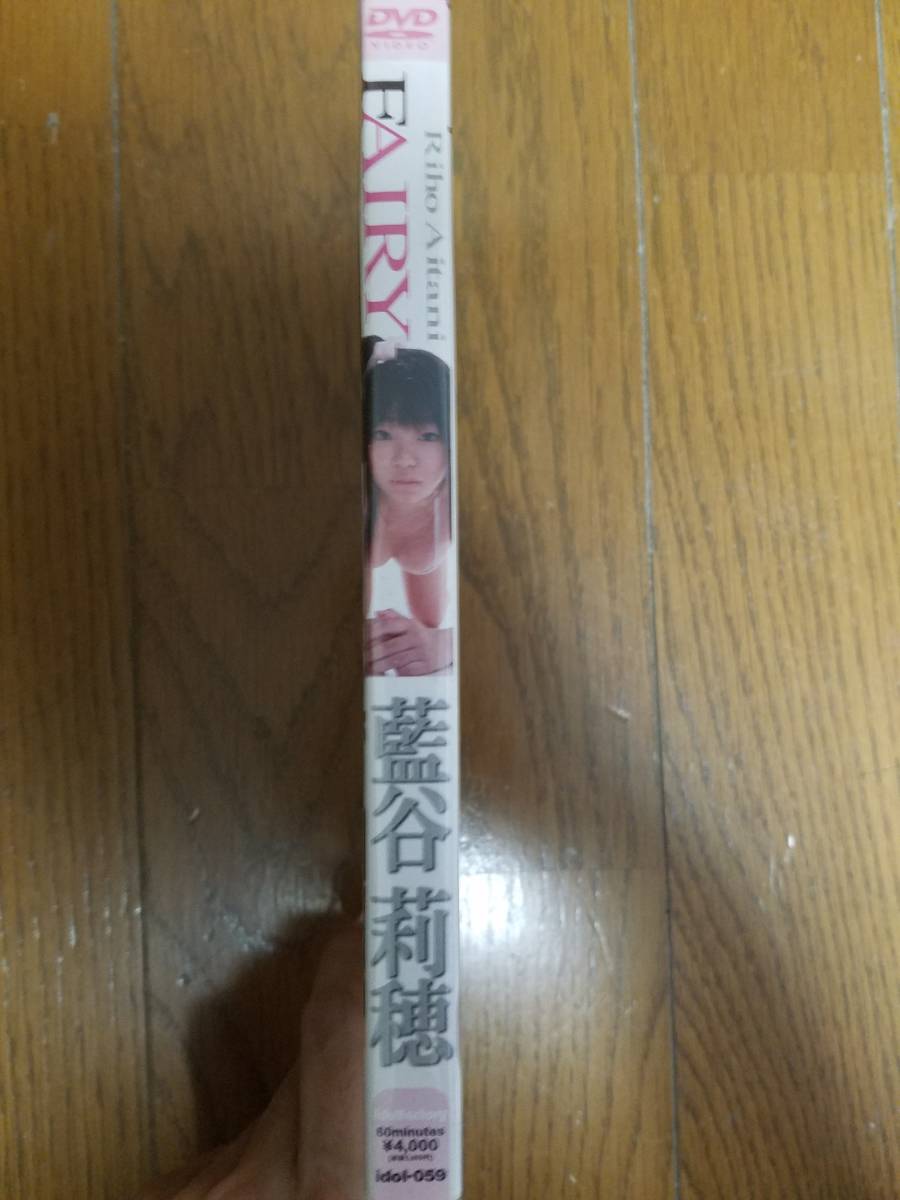 DVD
VIDEO
FAIRY
Riho Aitani
藍谷 莉穂
60minutes
¥4,000
idol-059